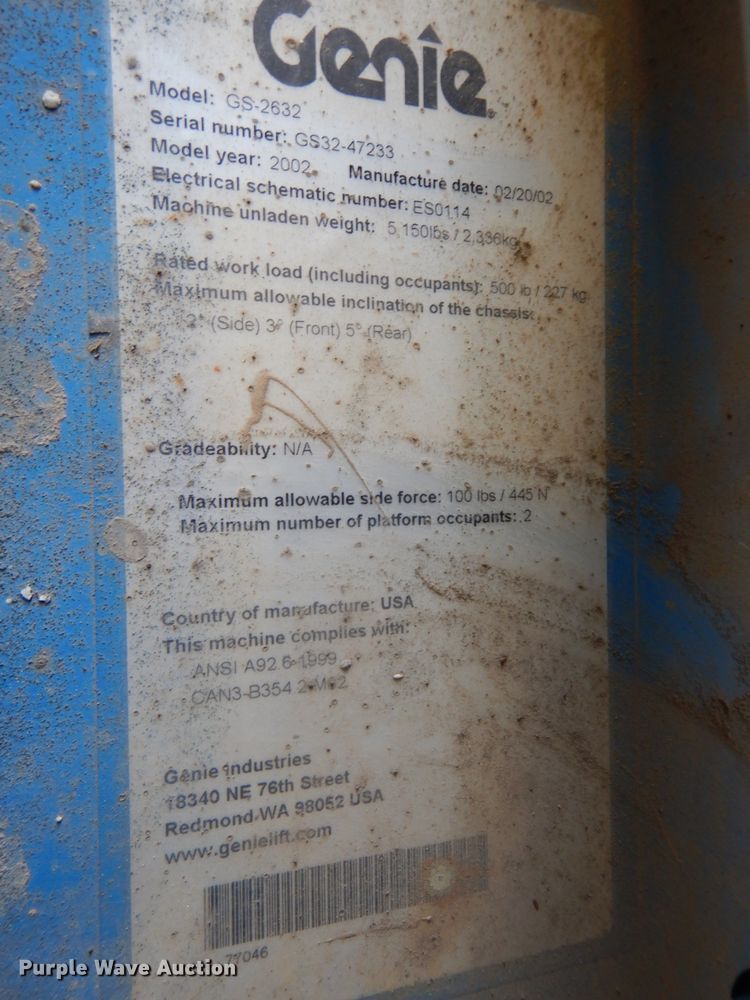 Genie
Model: GS-2632
Serial number: GS32-47233
Model year: 2002 Manufacture date: 02/20/02
Electrical schematic number: ES0114
Machine unladen weight: 5,150lbs / 2,336kg
Rated work load (including occupants): 500 lb / 227 kg
Maximum allowable inclination of the chassis:
2° (Side) 3° (Front) 5° (Rear)
Gradeability: N/A
Maximum allowable side force: 100 lbs / 445 N
Maximum number of platform occupants: 2
Country of manufacture: USA
This machine complies with:
ANSI A92.6-1999
CAN3-B354.2-M82
Genie Industries
18340 NE 76th Street
Redmond WA 98052 USA
www.genielift.com
77046
Purple Wave Auction